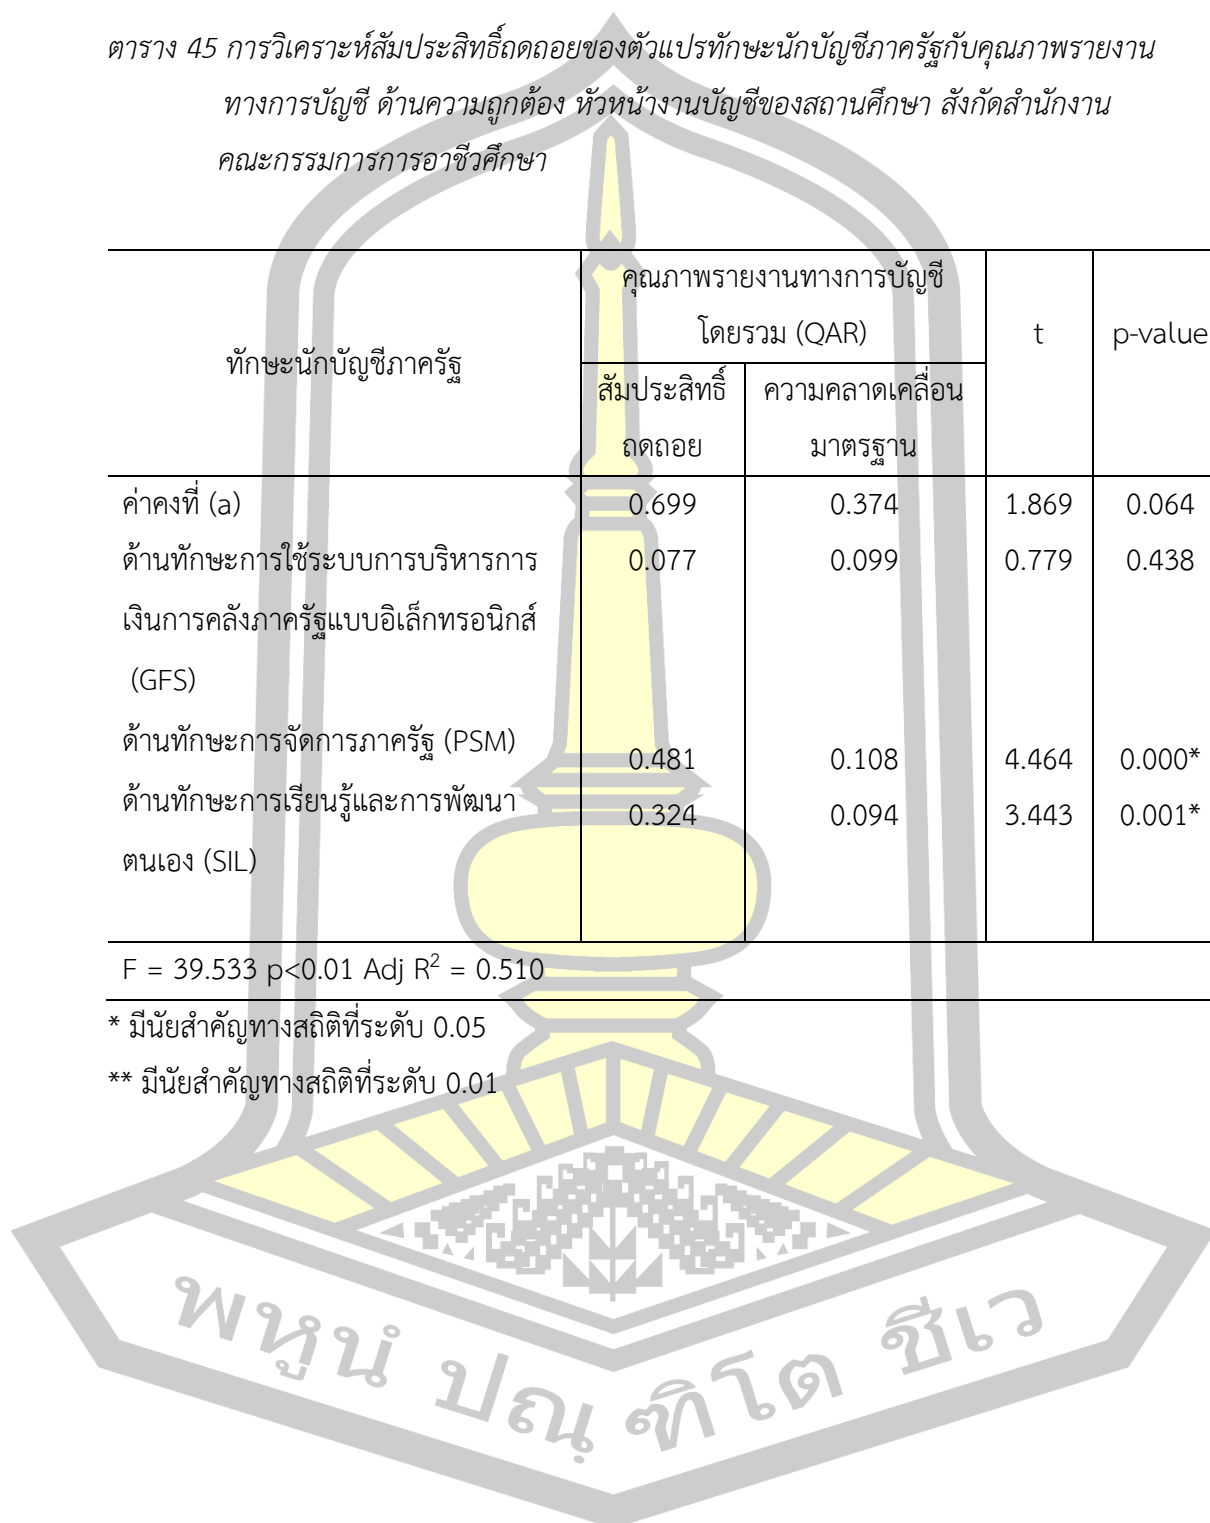 ตาราง 45 การวิเคราะห์สัมประสิทธิ์ถดถอยของตัวแปรทักษะนักบัญชีภาครัฐกับคุณภาพรายงาน
ทางการบัญชี ด้านความถูกต้อง หัวหน้างานบัญชีของสถานศึกษา สังกัดสำนักงาน
คณะกรรมการการอาชีวศึกษา
ทักษะนักบัญชีภาครัฐ
คุณภาพรายงานทางการบัญชี
โดยรวม (QAR)
t
p-value
สัมประสิทธิ์
ถดถอย
ความคลาดเคลื่อน
มาตรฐาน
ค่าคงที่ (a) 0.699 0.374 1.869 0.064
ด้านทักษะการใช้ระบบการบริหารการ 0.077 0.099 0.779 0.438
เงินการคลังภาครัฐแบบอิเล็กทรอนิกส์
(GFS)
ด้านทักษะการจัดการภาครัฐ (PSM) 0.481 0.108 4.464 0.000*
ด้านทักษะการเรียนรู้และการพัฒนา 0.324 0.094 3.443 0.001*
ตนเอง (SIL)
F = 39.533 p<0.01 Adj R² = 0.510
* มีนัยสำคัญทางสถิติที่ระดับ 0.05
** มีนัยสำคัญทางสถิติที่ระดับ 0.01
พหูนํ ปณฺฑิโต ชีเว